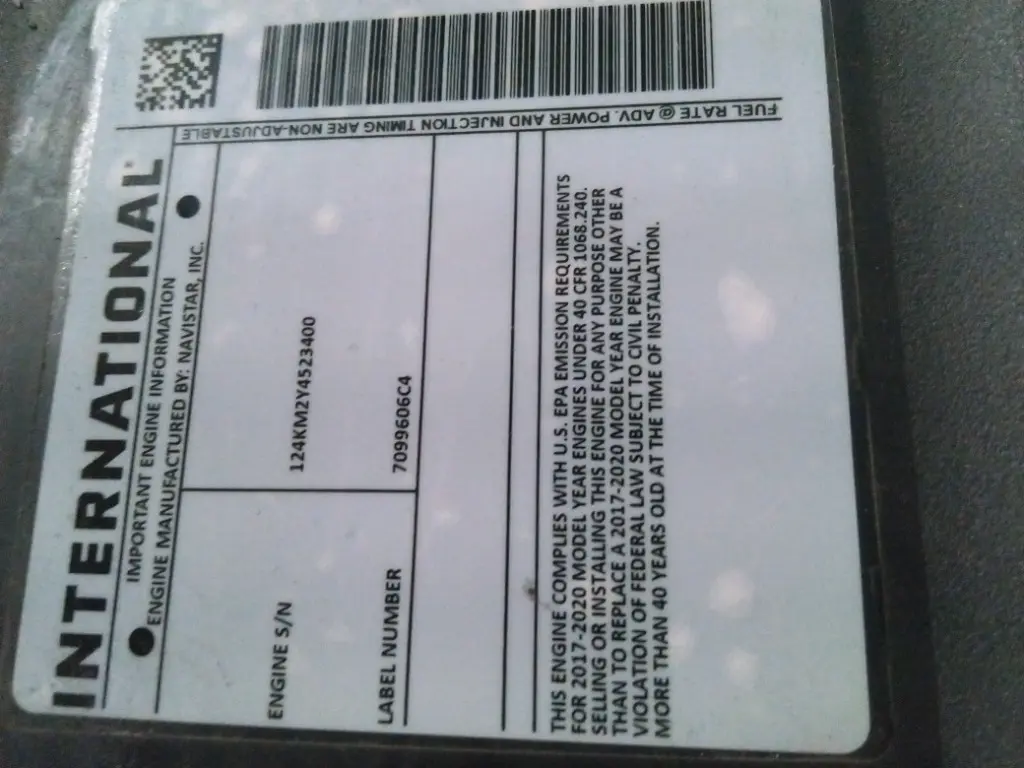 INTERNATIONAL®
IMPORTANT ENGINE INFORMATION
ENGINE MANUFACTURED BY: NAVISTAR, INC.
FUEL RATE @ ADV. POWER AND INJECTION TIMING ARE NON-ADJUSTABLE
ENGINE S/N 124KM2Y4523400
LABEL NUMBER 7099606C4
THIS ENGINE COMPLIES WITH U.S. EPA EMISSION REQUIREMENTS
FOR 2017-2020 MODEL YEAR ENGINES UNDER 40 CFR 1068.240.
SELLING OR INSTALLING THIS ENGINE FOR ANY PURPOSE OTHER
THAN TO REPLACE A 2017-2020 MODEL YEAR ENGINE MAY BE A
VIOLATION OF FEDERAL LAW SUBJECT TO CIVIL PENALTY.
MORE THAN 40 YEARS OLD AT THE TIME OF INSTALLATION.